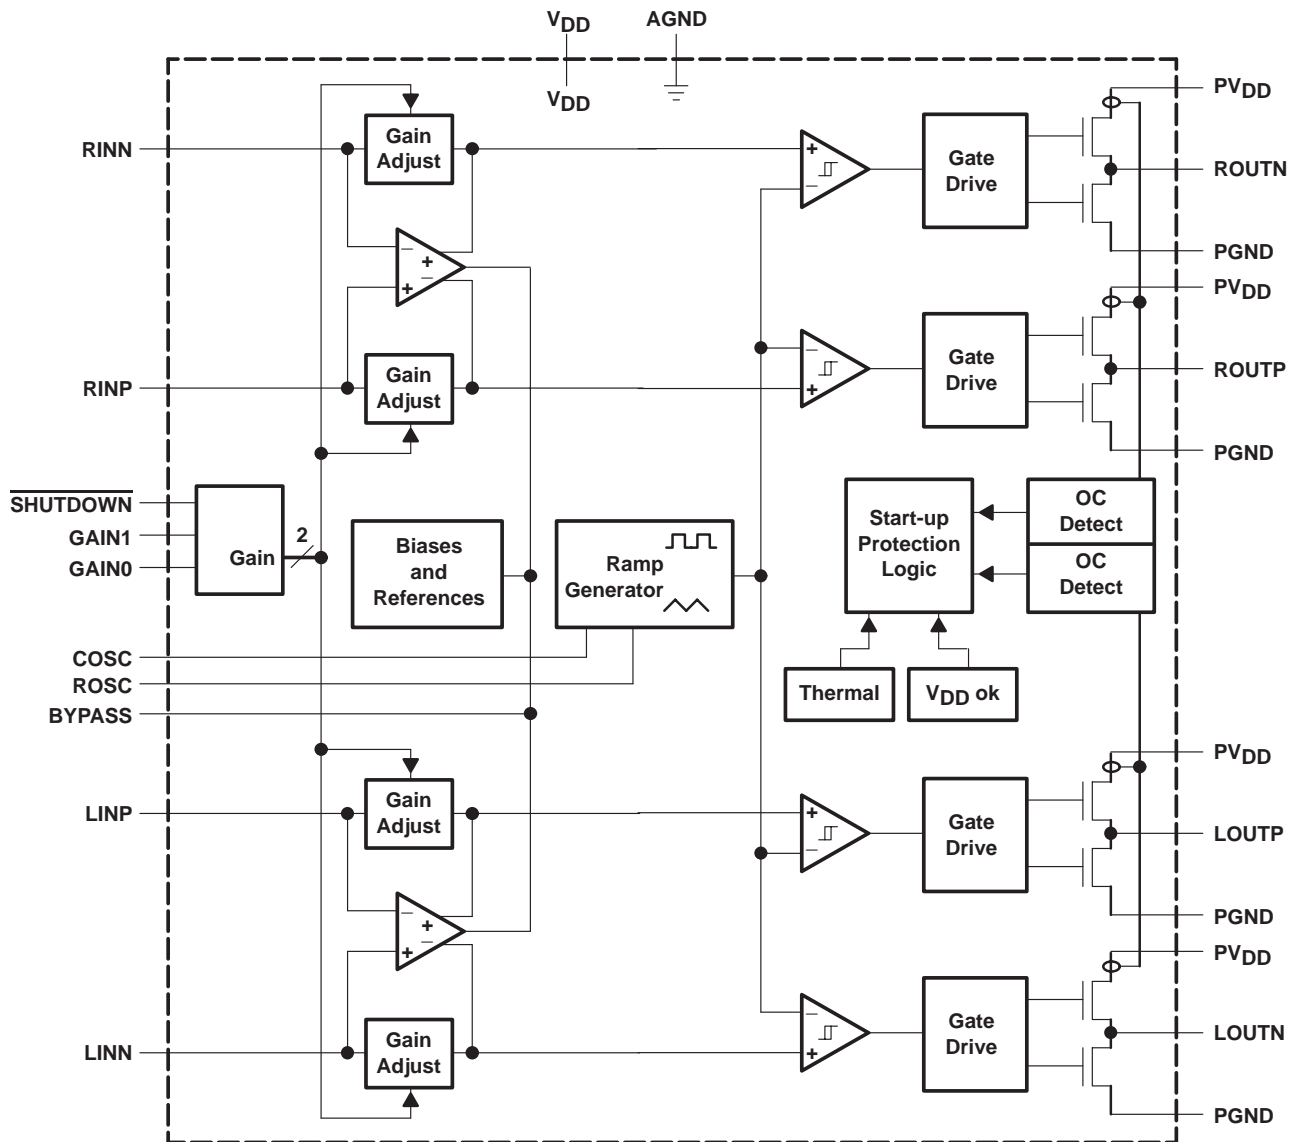 VDD
AGND
VDD
PVDD
Gain
Adjust
RINN
+
−
Gate
Drive
ROUTN
−
+
−
+
PGND
PVDD
−
+
Gate
Drive
ROUTP
RINP
Gain
Adjust
PGND
SHUTDOWN
GAIN1
GAIN0
Gain
2
Biases
and
References
Ramp
Generator
Start-up
Protection
Logic
OC
Detect
OC
Detect
COSC
ROSC
BYPASS
Thermal
VDD ok
PVDD
LINP
Gain
Adjust
+
−
Gate
Drive
LOUTP
−
+
−
+
PGND
PVDD
−
+
Gate
Drive
LOUTN
LINN
Gain
Adjust
PGND